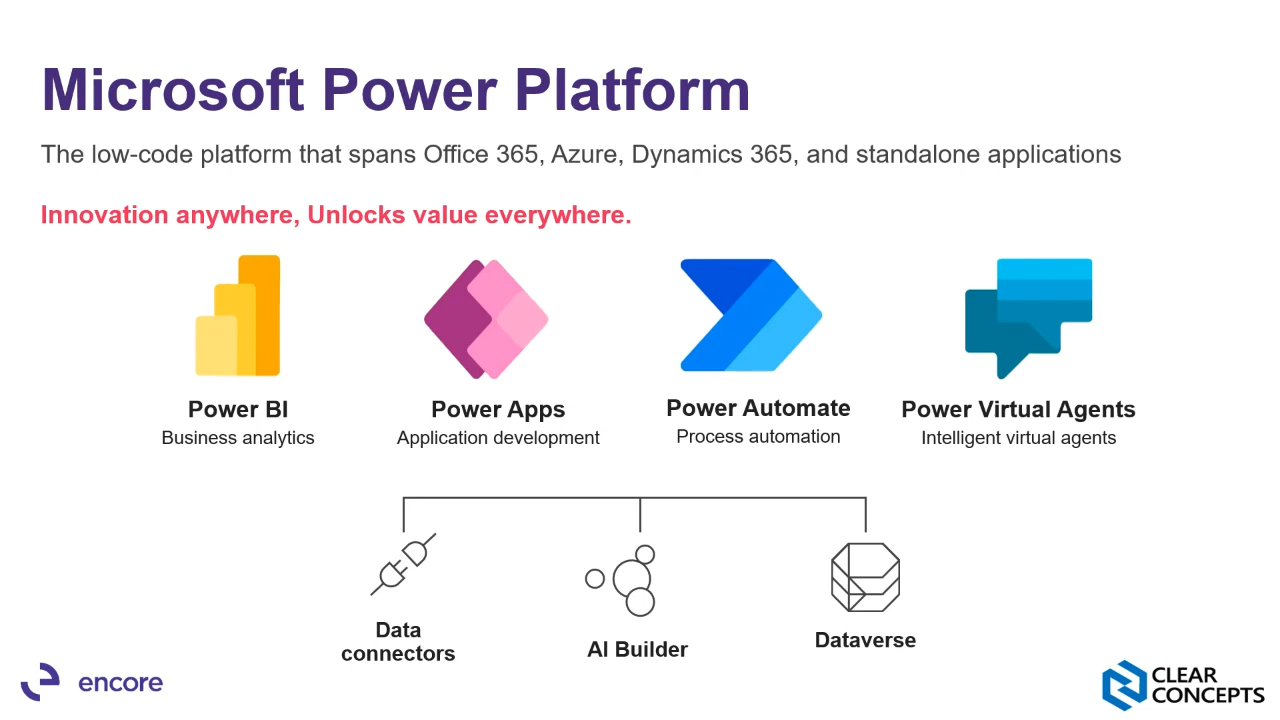 Microsoft Power Platform
The low-code platform that spans Office 365, Azure, Dynamics 365, and standalone applications
Innovation anywhere, Unlocks value everywhere.
Power BI
Business analytics
Power Apps
Application development
Power Automate
Process automation
Power Virtual Agents
Intelligent virtual agents
Data
connectors
AI Builder
Dataverse
encore
CLEAR
CONCEPTS